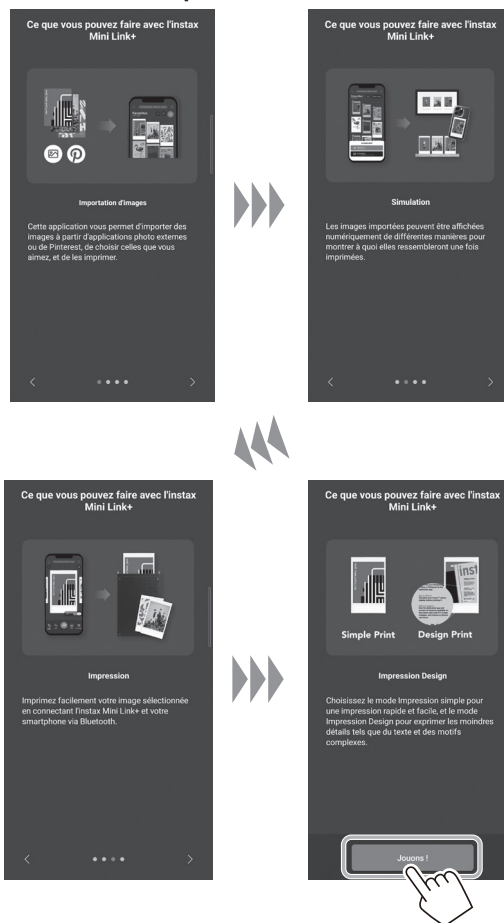 Ce que vous pouvez faire avec l'instax
Mini Link+
Importation d'images
Cette application vous permet d'importer des
images à partir d'applications photo externes
ou de Pinterest, de choisir celles que vous
aimez, et de les imprimer.
Ce que vous pouvez faire avec l'instax
Mini Link+
Simulation
Les images importées peuvent être affichées
numériquement de différentes manières pour
montrer à quoi elles ressembleront une fois
imprimées.
Ce que vous pouvez faire avec l'instax
Mini Link+
Impression
Imprimez facilement votre image sélectionnée
en connectant l'instax Mini Link+ et votre
smartphone via Bluetooth.
Ce que vous pouvez faire avec l'instax
Mini Link+
inst
Simple Print
Design Print
Impression Design
Choisissez le mode Impression simple pour
une impression rapide et facile, et le mode
Impression Design pour exprimer les moindres
détails tels que du texte et des motifs
complexes.
Jouons !